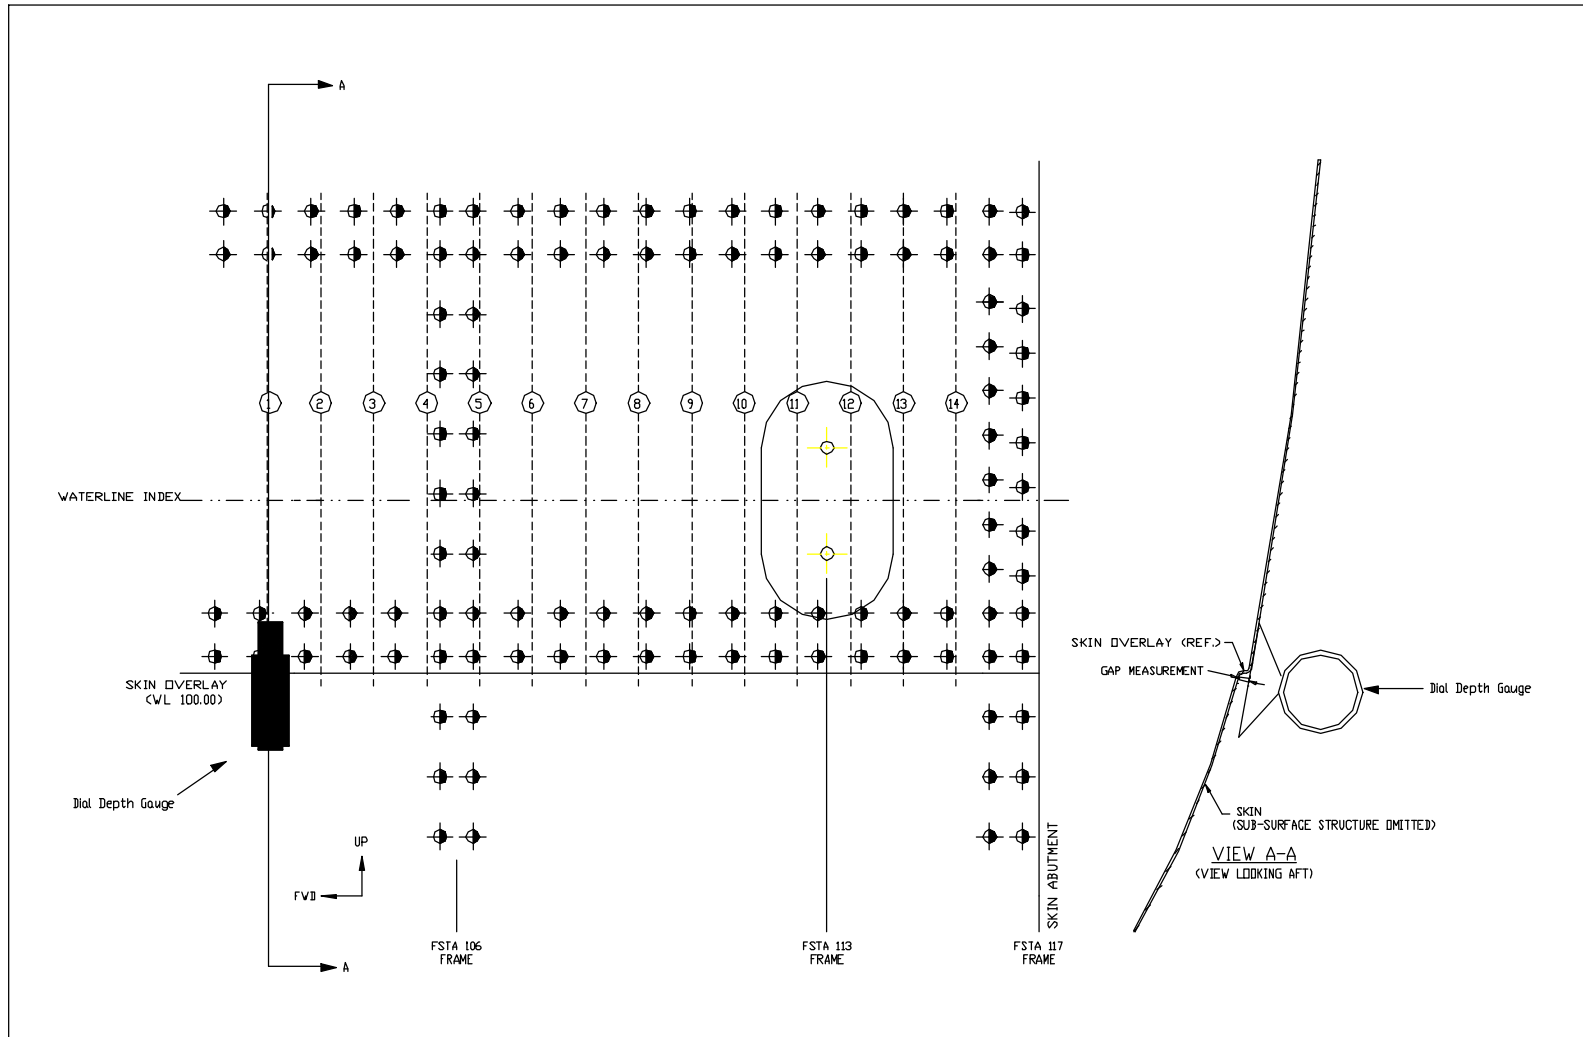 A
1 2 3 4 5 6 7 8 9 10 11 12 13 14
WATERLINE INDEX
SKIN OVERLAY
(WL 100.00)
Dial Depth Gauge
UP
FWD
A
FSTA 106
FRAME
FSTA 113
FRAME
FSTA 117
FRAME
SKIN ABUTMENT
SKIN OVERLAY (REF.)
GAP MEASUREMENT
Dial Depth Gauge
SKIN
(SUB-SURFACE STRUCTURE OMITTED)
VIEW A-A
(VIEW LOOKING AFT)